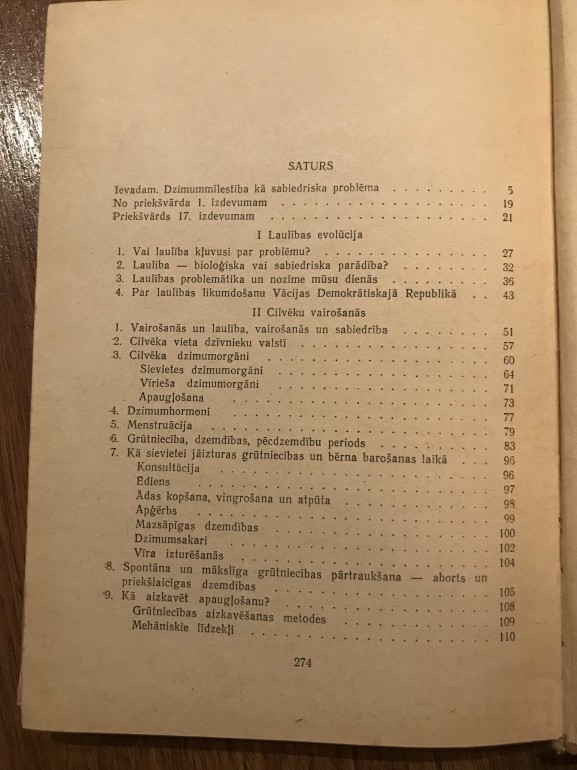 SATURS
Ievadam. Dzimummīlestība kā sabiedriska problēma . . . . . . . . 5
No priekšvārda 1. izdevumam . . . . . . . . . . . . . . . . 19
Priekšvārds 17. izdevumam . . . . . . . . . . . . . . . . . 21
I Laulības evolūcija
1. Vai laulība kļuvusi par problēmu? . . . . . . . . . . . . . 27
2. Laulība — bioloģiska vai sabiedriska parādība? . . . . . . . . 32
3. Laulības problemātika un nozīme mūsu dienās . . . . . . . . . 36
4. Par laulības likumdošanu Vācijas Demokrātiskajā Republikā . . . 43
II Cilvēku vairošanās
1. Vairošanās un laulība, vairošanās un sabiedrība . . . . . . . . 51
2. Cilvēka vieta dzīvnieku valstī . . . . . . . . . . . . . . . 57
3. Cilvēka dzimumorgāni . . . . . . . . . . . . . . . . . . 60
Sievietes dzimumorgāni . . . . . . . . . . . . . . . . . 64
Vīrieša dzimumorgāni . . . . . . . . . . . . . . . . . . 71
Apaugļošana . . . . . . . . . . . . . . . . . . . . . 73
4. Dzimumhormoni . . . . . . . . . . . . . . . . . . . . . 77
5. Menstruācija . . . . . . . . . . . . . . . . . . . . . . 79
6. Grūtniecība, dzemdības, pēcdzemdību periods . . . . . . . . . 83
7. Kā sievietei jāizturas grūtniecības un bērna barošanas laikā . . . 96
Konsultācija . . . . . . . . . . . . . . . . . . . . . 96
Ēdiens . . . . . . . . . . . . . . . . . . . . . . . 97
Ādas kopšana, vingrošana un atpūta . . . . . . . . . . . . 98
Apģērbs . . . . . . . . . . . . . . . . . . . . . . . 99
Mazsāpīgas dzemdības . . . . . . . . . . . . . . . . . . 100
Dzimumsakari . . . . . . . . . . . . . . . . . . . . . 102
Vīra izturēšanās . . . . . . . . . . . . . . . . . . . . 104
8. Spontāna un mākslīga grūtniecības pārtraukšana — aborts un
priekšlaicīgas dzemdības . . . . . . . . . . . . . . . . . 105
9. Kā aizkavēt apaugļošanu? . . . . . . . . . . . . . . . . . 108
Grūtniecības aizkavēšanas metodes . . . . . . . . . . . . . 109
Mehāniskie līdzekļi . . . . . . . . . . . . . . . . . . . 110
274